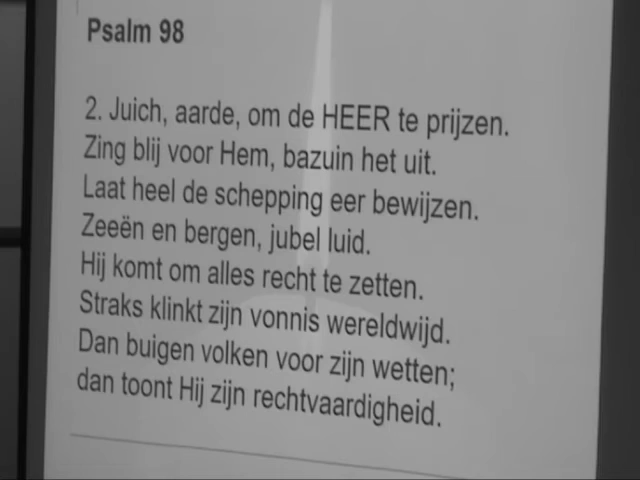 Psalm 98
2. Juich, aarde, om de HEER te prijzen.
Zing blij voor Hem, bazuin het uit.
Laat heel de schepping eer bewijzen.
Zeeën en bergen, jubel luid.
Hij komt om alles recht te zetten.
Straks klinkt zijn vonnis wereldwijd.
Dan buigen volken voor zijn wetten;
dan toont Hij zijn rechtvaardigheid.